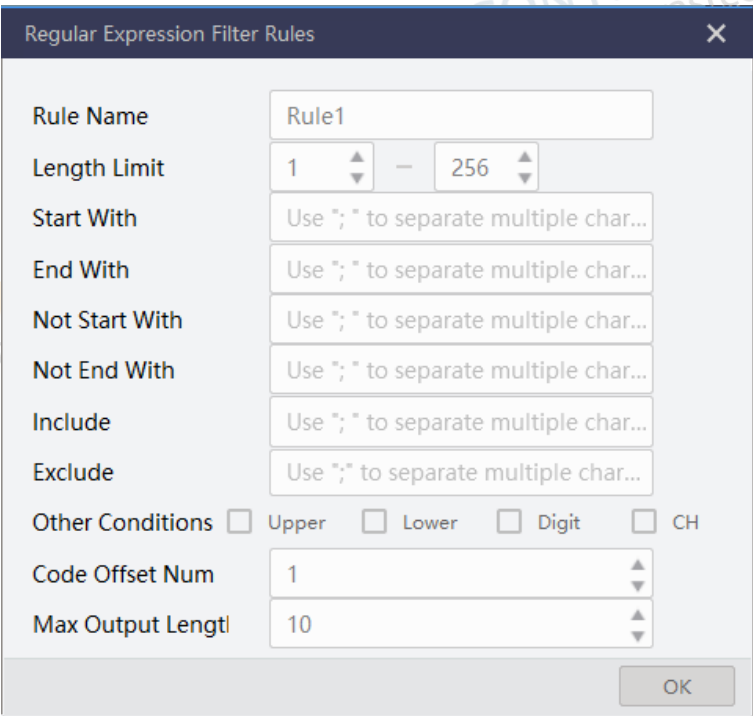 Regular Expression Filter Rules
Rule Name Rule1
Length Limit 1 – 256
Start With Use "; " to separate multiple char...
End With Use "; " to separate multiple char...
Not Start With Use "; " to separate multiple char...
Not End With Use "; " to separate multiple char...
Include Use "; " to separate multiple char...
Exclude Use ";" to separate multiple char...
Other Conditions Upper Lower Digit CH
Code Offset Num 1
Max Output Lengtl 10
OK